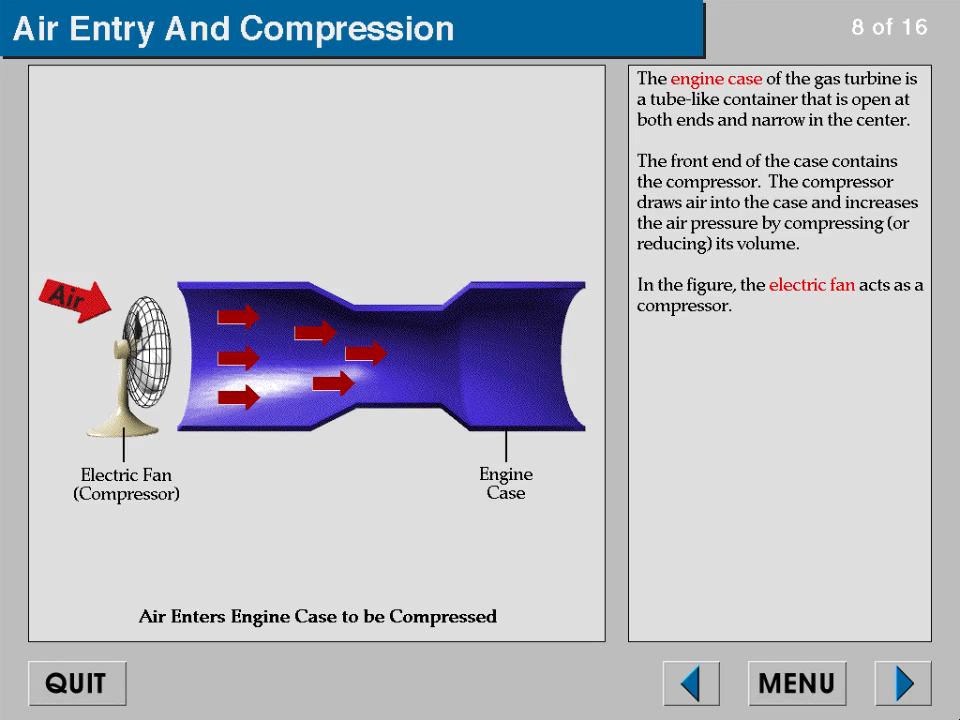 Air Entry And Compression
8 of 16
The engine case of the gas turbine is
a tube-like container that is open at
both ends and narrow in the center.
The front end of the case contains
the compressor.  The compressor
draws air into the case and increases
the air pressure by compressing (or
reducing) its volume.
In the figure, the electric fan acts as a
compressor.
Air
Electric Fan
(Compressor)
Engine
Case
Air Enters Engine Case to be Compressed
QUIT
MENU